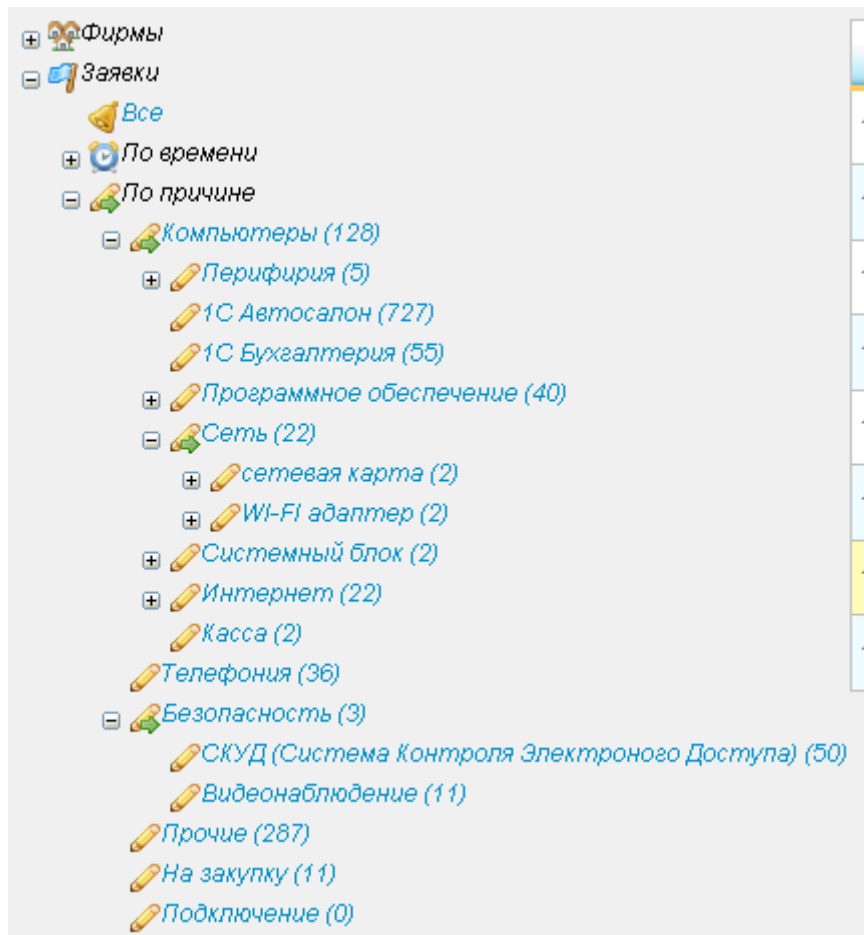 Фирмы
Заявки
Все
По времени
По причине
Компьютеры (128)
Перифирия (5)
1С Автосалон (727)
1С Бухгалтерия (55)
Программное обеспечение (40)
Сеть (22)
сетевая карта (2)
WI-FI адаптер (2)
Системный блок (2)
Интернет (22)
Касса (2)
Телефония (36)
Безопасность (3)
СКУД (Система Контроля Электроного Доступа) (50)
Видеонаблюдение (11)
Прочие (287)
На закупку (11)
Подключение (0)